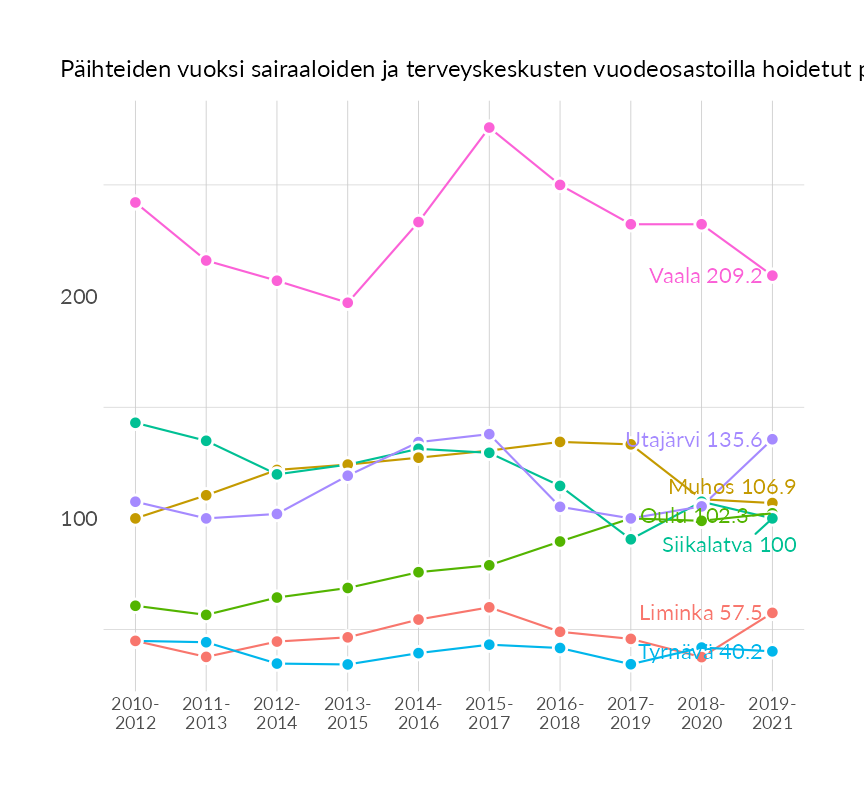 Päihteiden vuoksi sairaaloiden ja terveyskeskusten vuodeosastoilla hoidetut
Vaala 209.2
200
Utajärvi 135.6
Muhos 106.9
Oulu 102.3
100
Siikalatva 100
Liminka 57.5
Tyrnävä 40.2
2010- 2011- 2012- 2013- 2014- 2015- 2016- 2017- 2018- 2019-
2012 2013 2014 2015 2016 2017 2018 2019 2020 2021